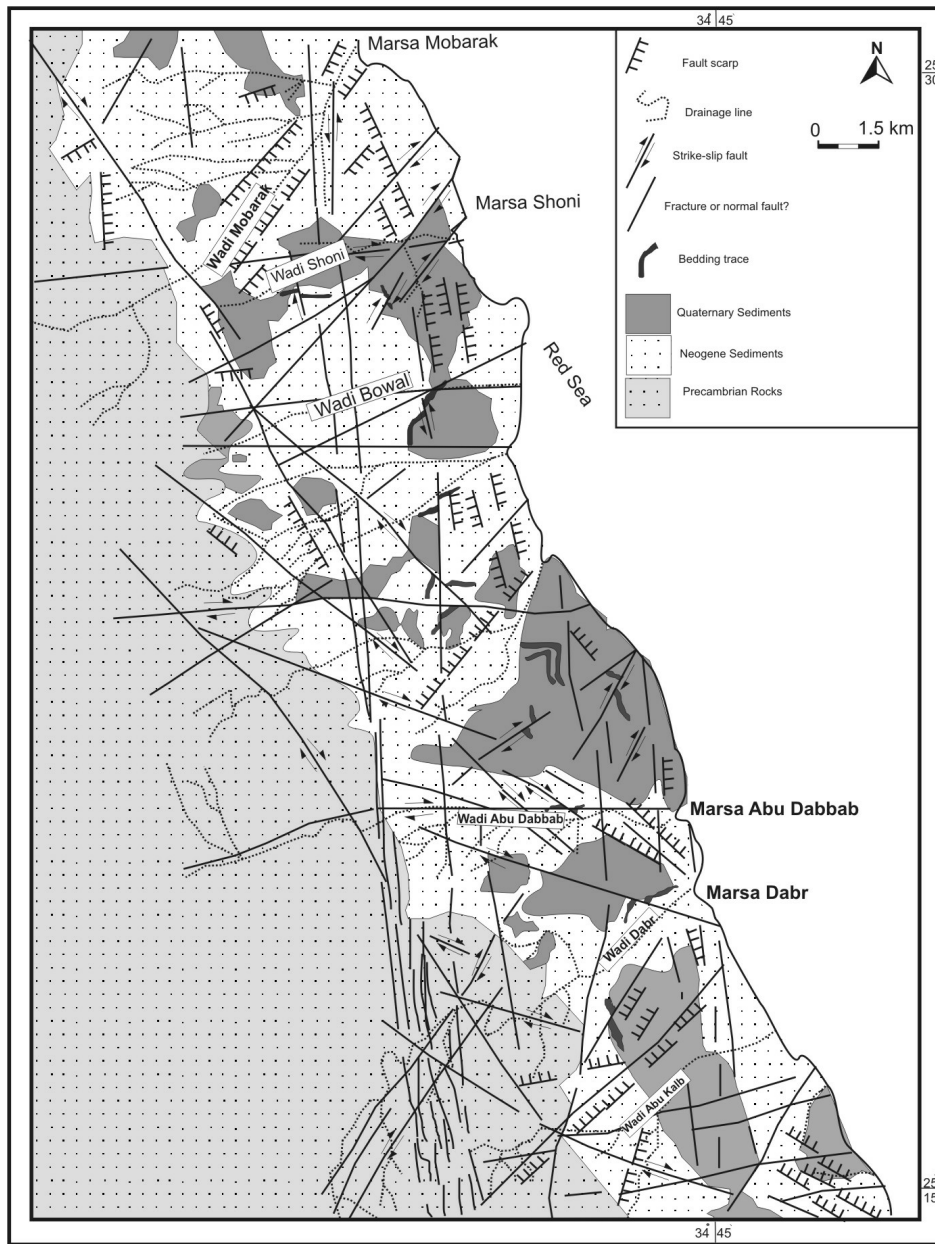 34° 45'
Marsa Mobarak
Fault scarp
N
25
30
Drainage line
0 1.5 km
Strike-slip fault
Wadi Mobarak
Marsa Shoni
Fracture or normal fault?
Wadi Shoni
Bedding trace
Quaternary Sediments
Red Sea
Neogene Sediments
Wadi Bowal
Precambrian Rocks
Marsa Abu Dabbab
Wadi Abu Dabbab
Marsa Dabr
Wadi Dabr
Wadi Abu Kalb
25
15
34° 45'